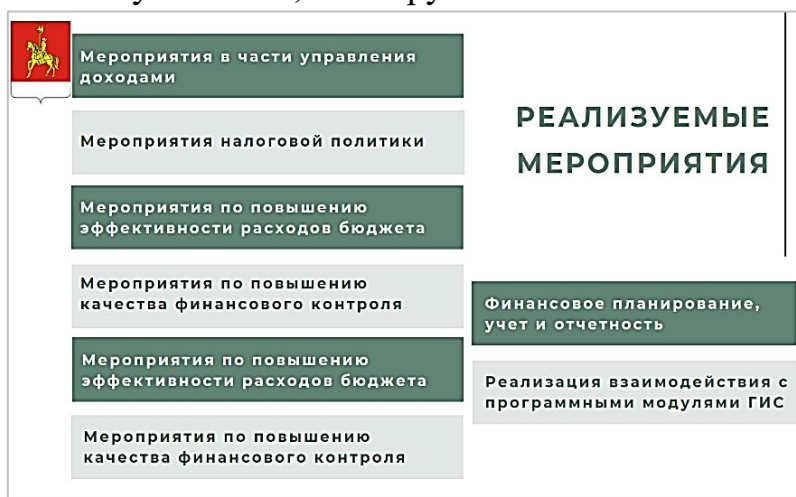 Мероприятия в части управления
доходами
Мероприятия налоговой политики
Мероприятия по повышению
эффективности расходов бюджета
Мероприятия по повышению
качества финансового контроля
Мероприятия по повышению
эффективности расходов бюджета
Мероприятия по повышению
качества финансового контроля
РЕАЛИЗУЕМЫЕ
МЕРОПРИЯТИЯ
Финансовое планирование,
учет и отчетность
Реализация взаимодействия с
программными модулями ГИС